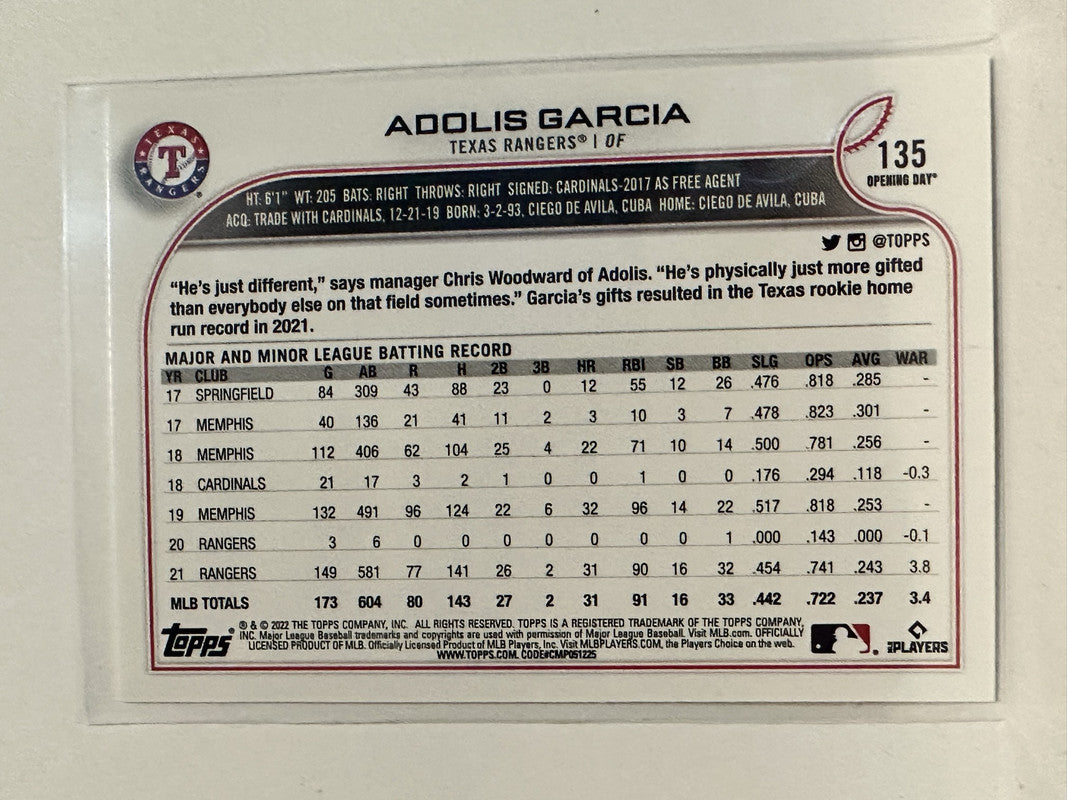 ADOLIS GARCIA
TEXAS RANGERS® | OF
TEXAS
T
RANGERS
135
OPENING DAY®
HT: 6'1" WT: 205 BATS: RIGHT THROWS: RIGHT SIGNED: CARDINALS-2017 AS FREE AGENT
ACQ: TRADE WITH CARDINALS, 12-21-19 BORN: 3-2-93, CIEGO DE AVILA, CUBA HOME: CIEGO DE AVILA, CUBA
@TOPPS
“He’s just different,” says manager Chris Woodward of Adolis. “He’s physically just more gifted
than everybody else on that field sometimes.” Garcia’s gifts resulted in the Texas rookie home
run record in 2021.
MAJOR AND MINOR LEAGUE BATTING RECORD
YR CLUB G AB R H 2B 3B HR RBI SB BB SLG OPS AVG WAR
17 SPRINGFIELD 84 309 43 88 23 0 12 55 12 26 .476 .818 .285 -
17 MEMPHIS 40 136 21 41 11 2 3 10 3 7 .478 .823 .301 -
18 MEMPHIS 112 406 62 104 25 4 22 71 10 14 .500 .781 .256 -
18 CARDINALS 21 17 3 2 1 0 0 1 0 0 .176 .294 .118 -0.3
19 MEMPHIS 132 491 96 124 22 6 32 96 14 22 .517 .818 .253 -
20 RANGERS 3 6 0 0 0 0 0 0 0 1 .000 .143 .000 -0.1
21 RANGERS 149 581 77 141 26 2 31 90 16 32 .454 .741 .243 3.8
MLB TOTALS 173 604 80 143 27 2 31 91 16 33 .442 .722 .237 3.4
topps
® & © 2022 THE TOPPS COMPANY, INC. ALL RIGHTS RESERVED. TOPPS IS A REGISTERED TRADEMARK OF THE TOPPS COMPANY,
INC. Major League Baseball trademarks and copyrights are used with permission of Major League Baseball. Visit MLB.com. OFFICIALLY
LICENSED PRODUCT OF MLB. Officially Licensed Product of MLB Players, Inc. Visit MLBPLAYERS.COM, the Players Choice on the web.
WWW.TOPPS.COM. CODE#CMP051225
MLB PLAYERS